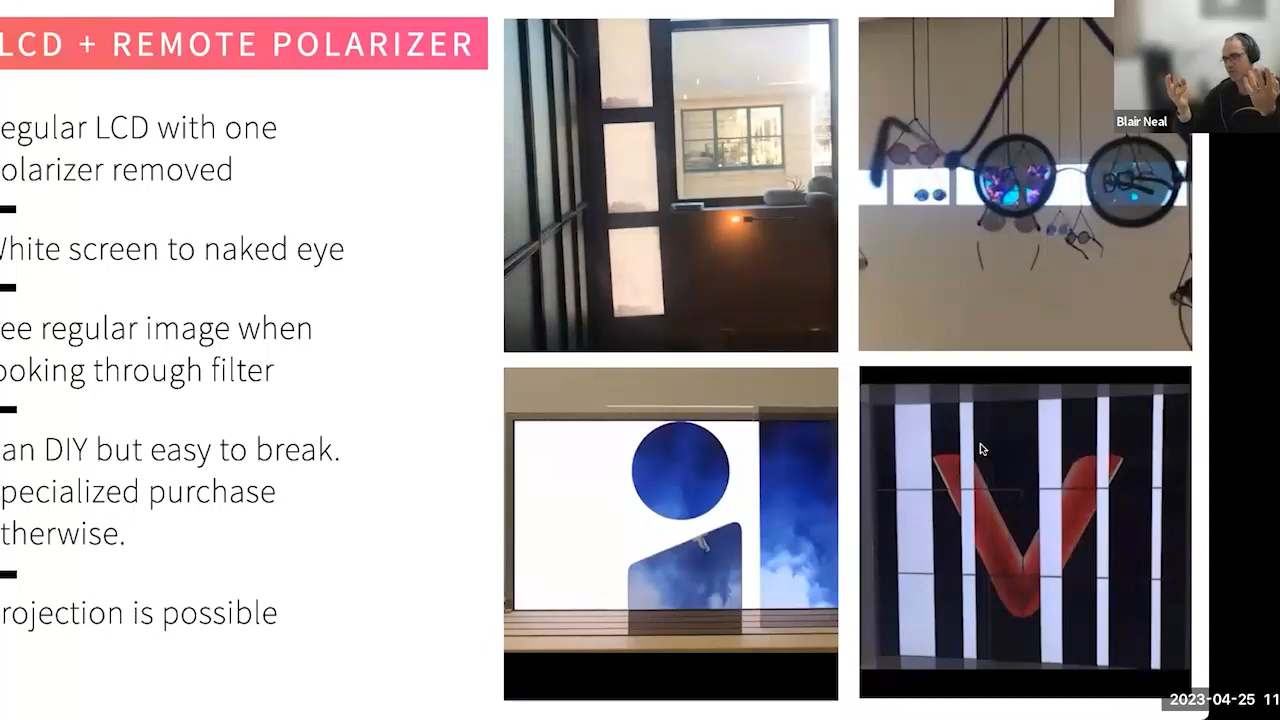 LCD + REMOTE POLARIZER
egular LCD with one
olarizer removed
hite screen to naked eye
ee regular image when
ooking through filter
an DIY but easy to break.
pecialized purchase
therwise.
rojection is possible
Blair Neal
2023-04-25 11